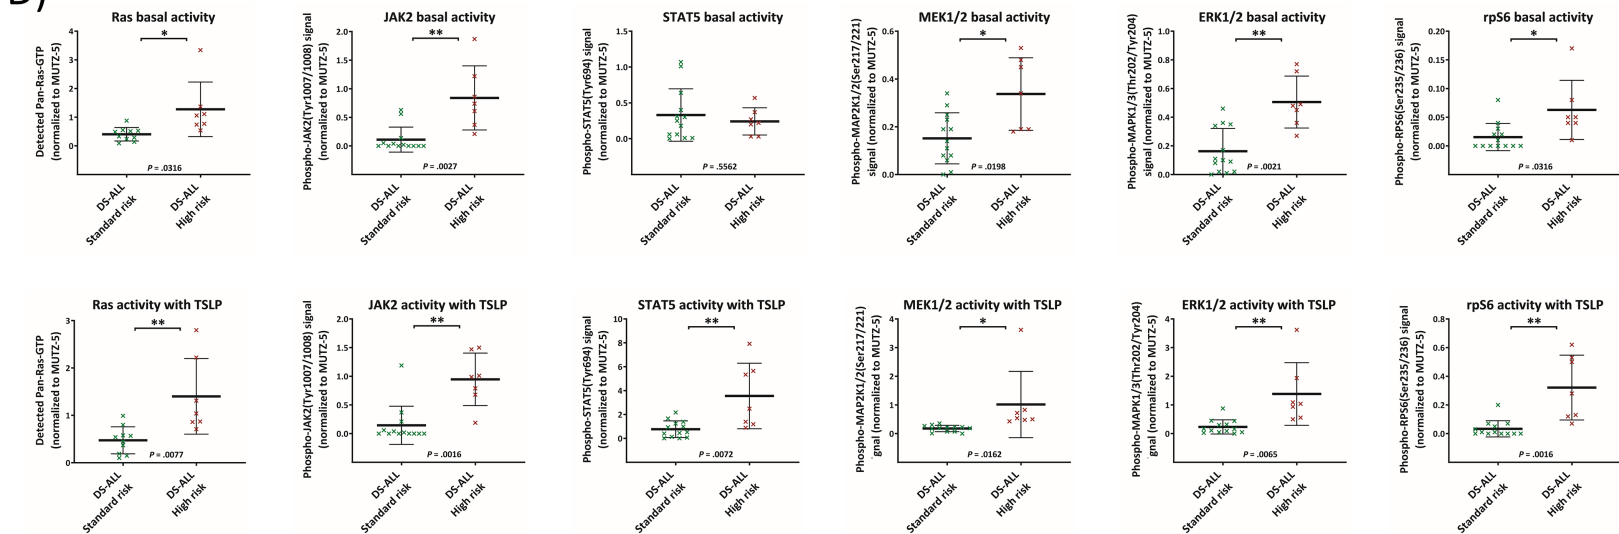 D)
Ras basal activity
Detected Pan-Ras-GTP
(normalized to MUTZ-5)
4
3
2
1
0
*
P = .0316
DS-ALL
Standard risk
DS-ALL
High risk
JAK2 basal activity
Phospho-JAK2(Tyr1007/1008) signal
(normalized to MUTZ-5)
2.0
1.5
1.0
0.5
0.0
**
P = .0027
DS-ALL
Standard risk
DS-ALL
High risk
STAT5 basal activity
Phospho-STAT5(Tyr694) signal
(normalized to MUTZ-5)
1.5
1.0
0.5
0.0
P = .5562
DS-ALL
Standard risk
DS-ALL
High risk
MEK1/2 basal activity
Phospho-MAP2K1/2(Ser217/221)
signal (normalized to MUTZ-5)
0.6
0.4
0.2
0.0
*
P = .0198
DS-ALL
Standard risk
DS-ALL
High risk
ERK1/2 basal activity
Phospho-MAPK1/3(Thr202/Tyr204)
signal (normalized to MUTZ-5)
1.0
0.8
0.6
0.4
0.2
0.0
**
P = .0021
DS-ALL
Standard risk
DS-ALL
High risk
rpS6 basal activity
Phospho-RPS6(Ser235/236) signal
(normalized to MUTZ-5)
0.20
0.15
0.10
0.05
0.00
*
P = .0316
DS-ALL
Standard risk
DS-ALL
High risk
Ras activity with TSLP
Detected Pan-Ras-GTP
(normalized to MUTZ-5)
3
2
1
0
**
P = .0077
DS-ALL
Standard risk
DS-ALL
High risk
JAK2 activity with TSLP
Phospho-JAK2(Tyr1007/1008) signal
(normalized to MUTZ-5)
2.0
1.5
1.0
0.5
0.0
**
P = .0016
DS-ALL
Standard risk
DS-ALL
High risk
STAT5 activity with TSLP
Phospho-STAT5(Tyr694) signal
(normalized to MUTZ-5)
10
8
6
4
2
0
**
P = .0072
DS-ALL
Standard risk
DS-ALL
High risk
MEK1/2 activity with TSLP
Phospho-MAP2K1/2(Ser217/221)
gnal (normalized to MUTZ-5)
4
3
2
1
0
*
P = .0162
DS-ALL
Standard risk
DS-ALL
High risk
ERK1/2 activity with TSLP
Phospho-MAPK1/3(Thr202/Tyr204)
gnal (normalized to MUTZ-5)
4
3
2
1
0
**
P = .0065
DS-ALL
Standard risk
DS-ALL
High risk
rpS6 activity with TSLP
Phospho-RPS6(Ser235/236) signal
(normalized to MUTZ-5)
0.8
0.6
0.4
0.2
0.0
**
P = .0016
DS-ALL
Standard risk
DS-ALL
High risk